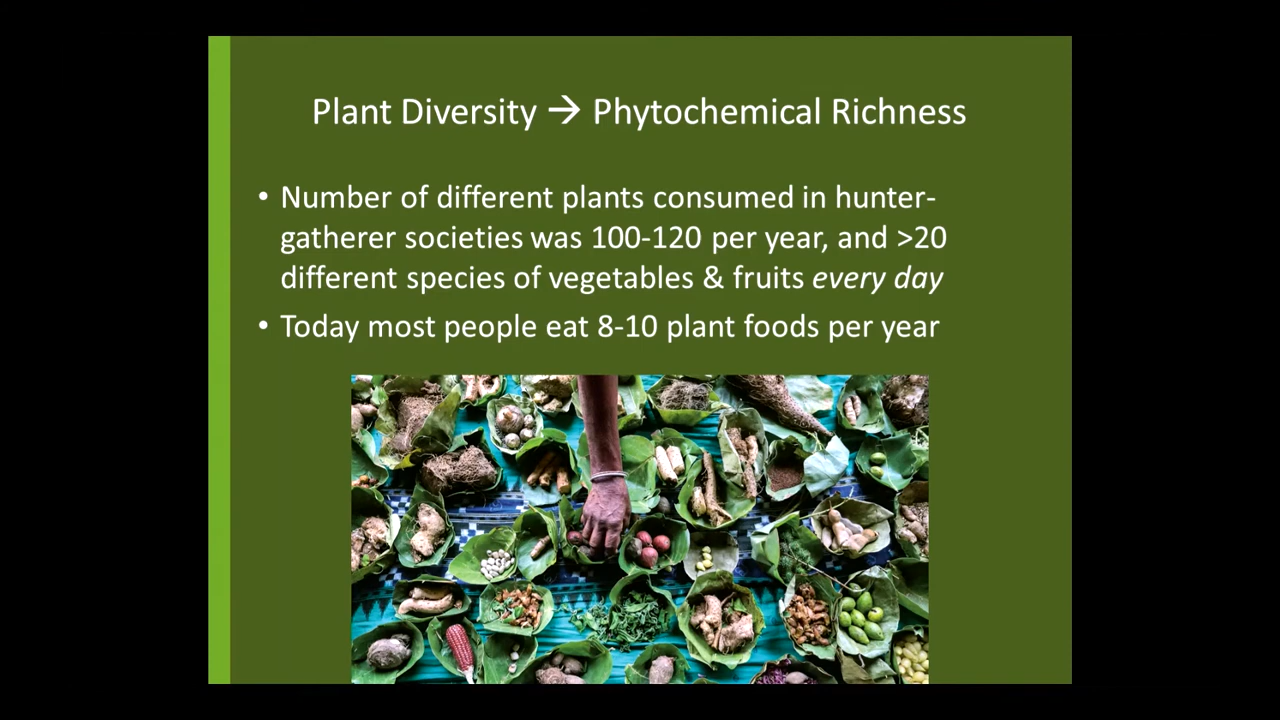 Plant Diversity → Phytochemical Richness
• Number of different plants consumed in hunter-
gatherer societies was 100-120 per year, and >20
different species of vegetables & fruits every day
• Today most people eat 8-10 plant foods per year